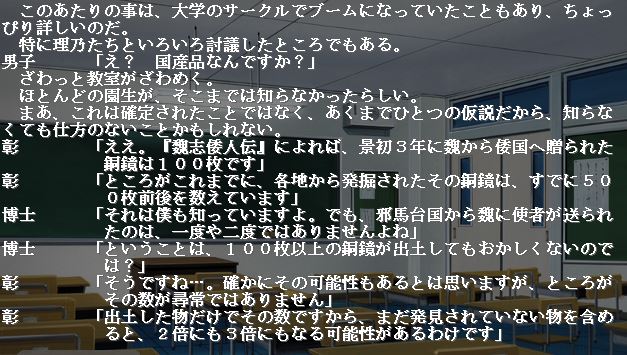 このあたりの事は、大学のサークルでブームになっていたこともあり、ちょっ
ぴり詳しいのだ。
特に理乃たちといろいろ討議したところでもある。
男子　　　「え？　国産品なんですか？」
ざわっと教室がざわめく。
ほとんどの園生が、そこまでは知らなかったらしい。
まあ、これは確定されたことではなく、あくまでひとつの仮説だから、知らな
くても仕方のないことかもしれない。
彰　　　　「ええ。『魏志倭人伝』によれば、景初３年に魏から倭国へ贈られた
銅鏡は１００枚です」
彰　　　　「ところがこれまでに、各地から発掘されたその銅鏡は、すでに５０
０枚前後を数えています」
博士　　　「それは僕も知っていますよ。でも、邪馬台国から魏に使者が送られ
たのは、一度や二度ではありませんよね」
博士　　　「ということは、１００枚以上の銅鏡が出土してもおかしくないので
は？」
彰　　　　「そうですね…。確かにその可能性もあるとは思いますが、ところが
その数が尋常ではありません」
彰　　　　「出土した物だけでその数ですから、まだ発見されていない物を含め
ると、２倍にも３倍にもなる可能性があるわけです」